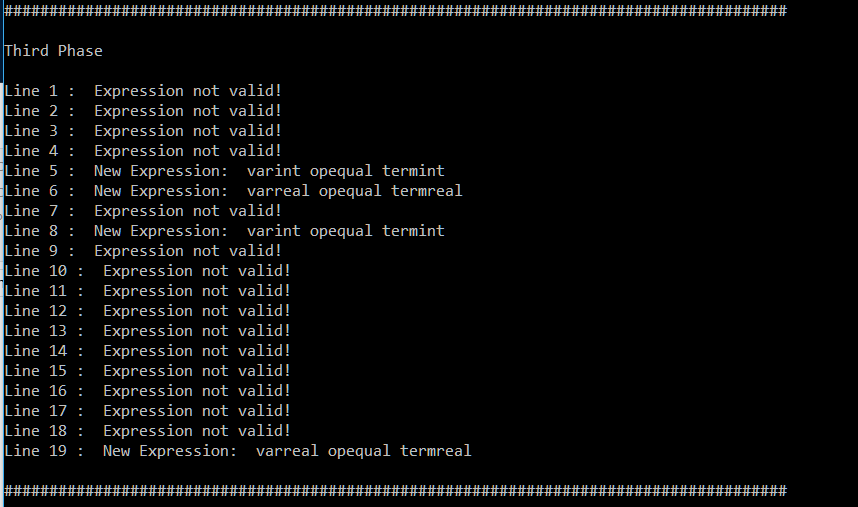 #######################################################################################
Third Phase
Line 1 :  Expression not valid!
Line 2 :  Expression not valid!
Line 3 :  Expression not valid!
Line 4 :  Expression not valid!
Line 5 :  New Expression:  varint opequal termint
Line 6 :  New Expression:  varreal opequal termreal
Line 7 :  Expression not valid!
Line 8 :  New Expression:  varint opequal termint
Line 9 :  Expression not valid!
Line 10 :  Expression not valid!
Line 11 :  Expression not valid!
Line 12 :  Expression not valid!
Line 13 :  Expression not valid!
Line 14 :  Expression not valid!
Line 15 :  Expression not valid!
Line 16 :  Expression not valid!
Line 17 :  Expression not valid!
Line 18 :  Expression not valid!
Line 19 :  New Expression:  varreal opequal termreal
#######################################################################################